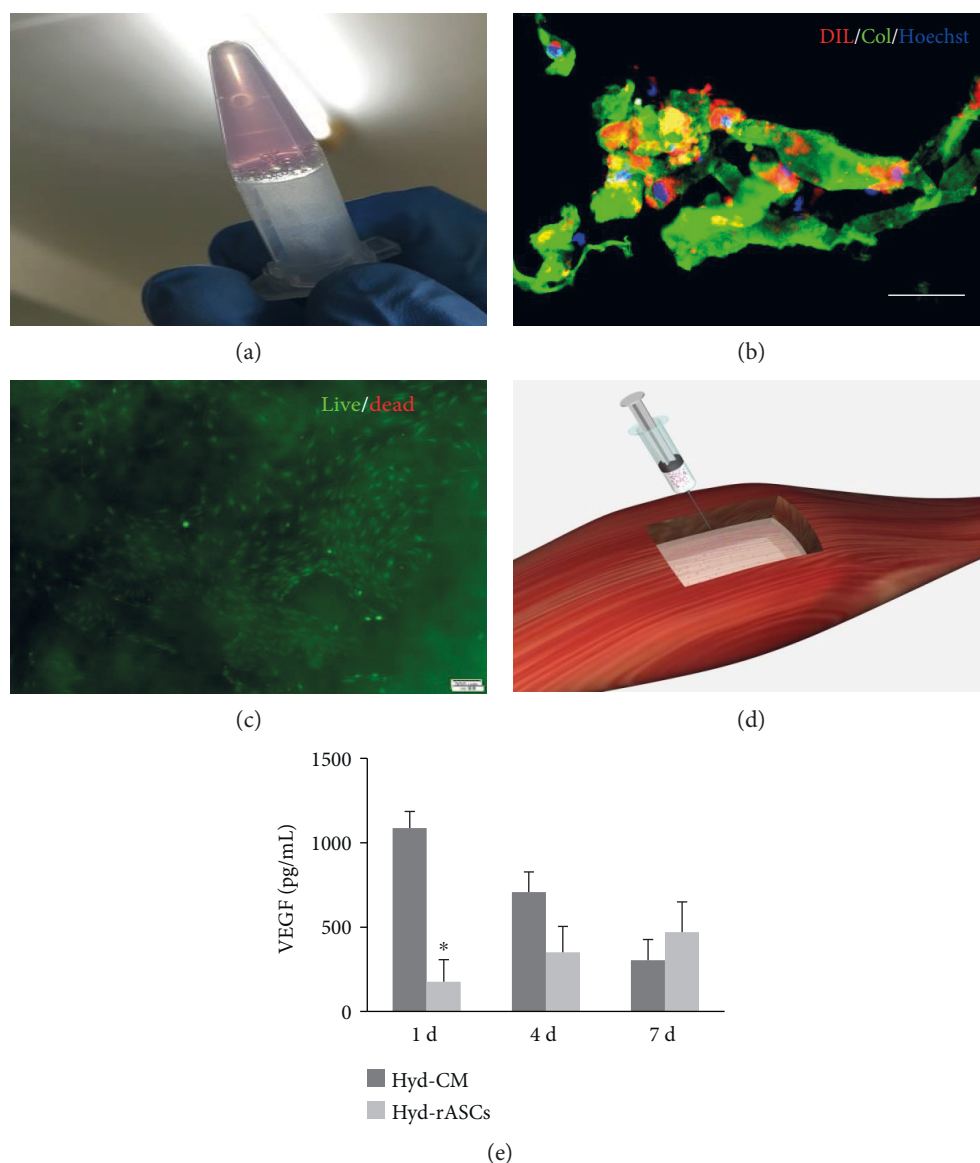 (a)
DIL/Col/Hoechst
(b)
Live/dead
(c)
(d)
1500
1000
500
0
VEGF (pg/mL)
*
1 d
4 d
7 d
Hyd-CM
Hyd-rASCs
(e)